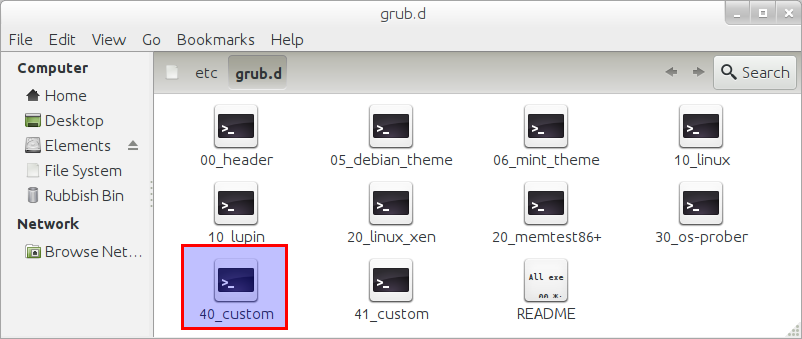 grub.d
File Edit View Go Bookmarks Help
Computer
Home
Desktop
Elements
File System
Rubbish Bin
Network
Browse Net...
etc grub.d Search
00_header 05_debian_theme 06_mint_theme 10_linux
10_lupin 20_linux_xen 20_memtest86+ 30_os-prober
40_custom 41_custom README
All exe